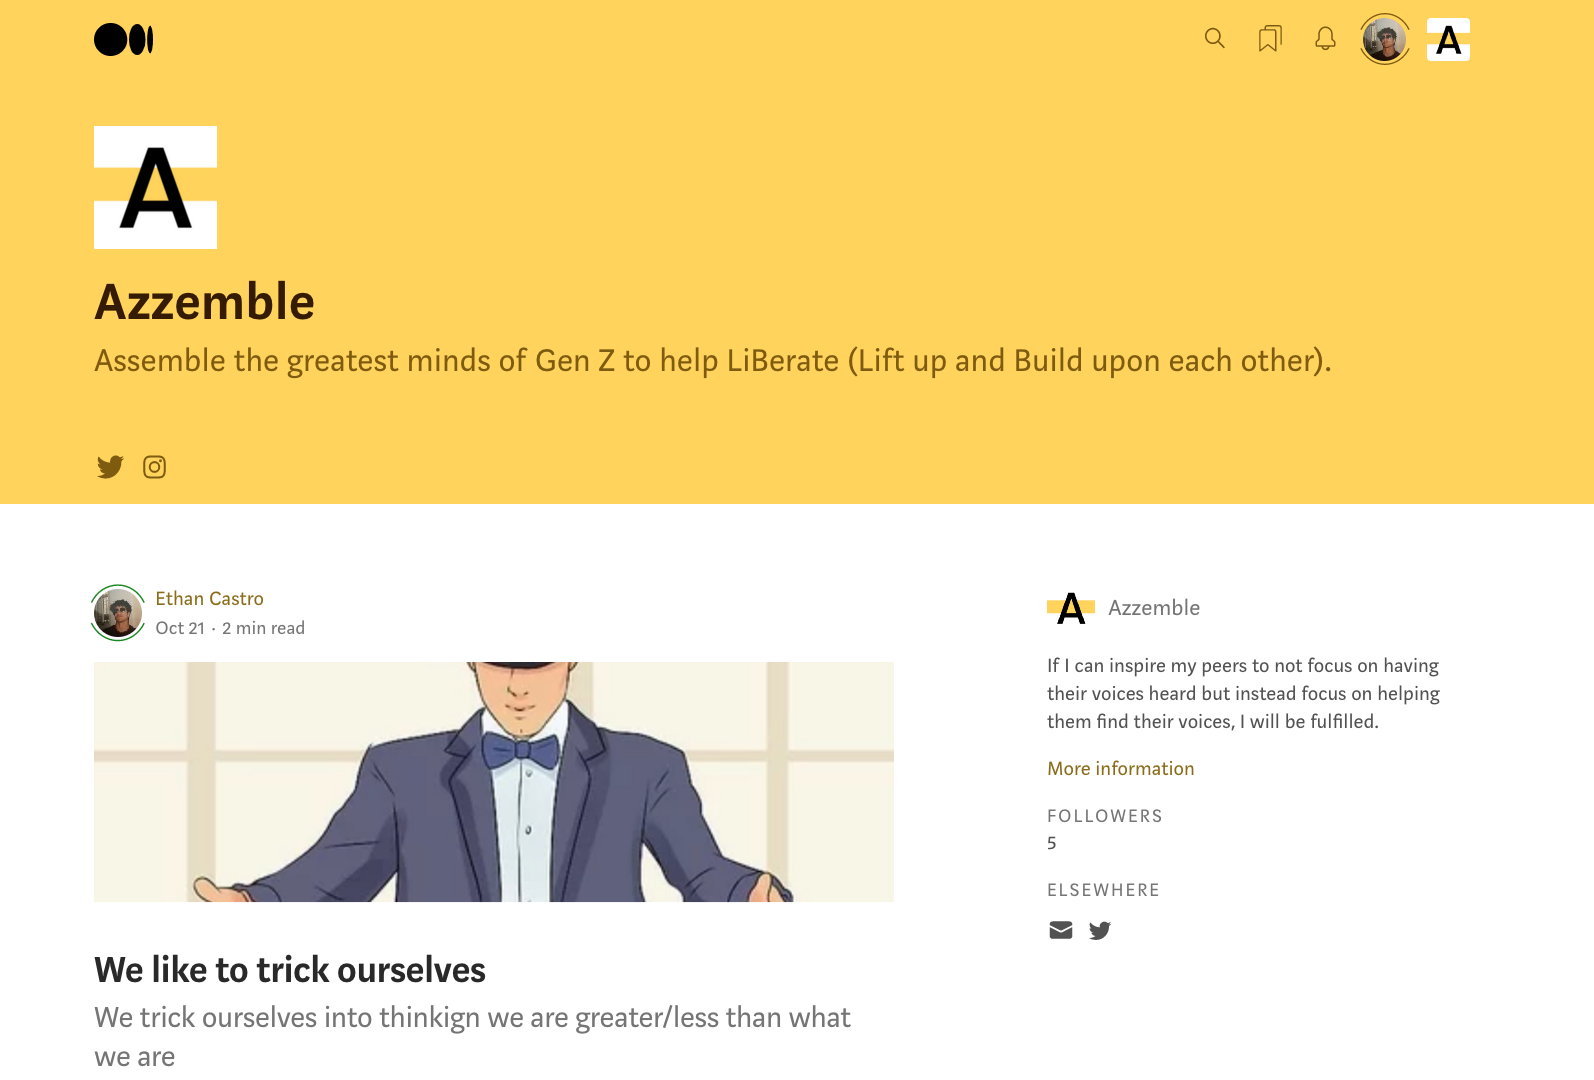 A
A
Azzemble
Assemble the greatest minds of Gen Z to help LiBerate (Lift up and Build upon each other).
Ethan Castro
Oct 21 · 2 min read
We like to trick ourselves
We trick ourselves into thinkign we are greater/less than what
we are
A Azzemble
If I can inspire my peers to not focus on having
their voices heard but instead focus on helping
them find their voices, I will be fulfilled.
More information
FOLLOWERS
5
ELSEWHERE